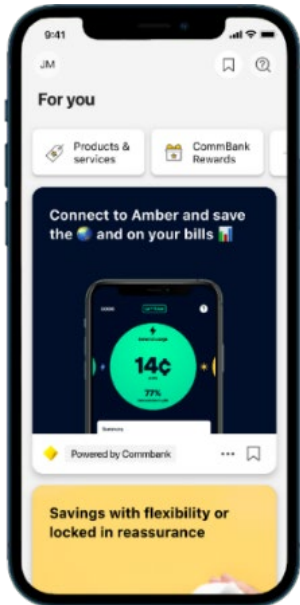 9:41
JM
For you
Products &
services
CommBank
Rewards
Connect to Amber and save
the 🌏 and on your bills 📊
14¢
77%
Powered by Commbank
Savings with flexibility or
locked in reassurance